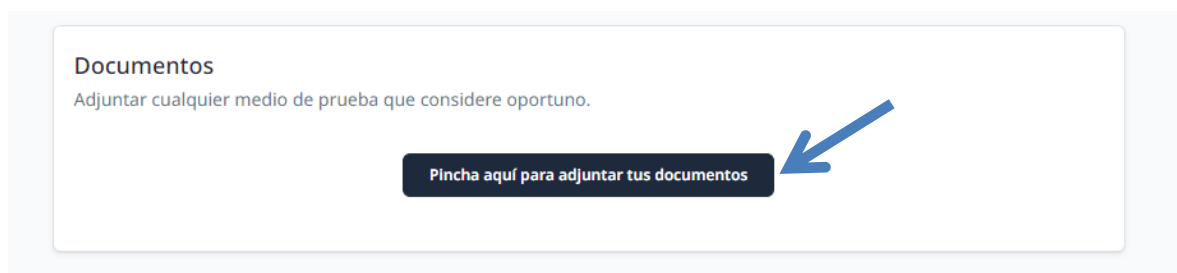 Documentos
Adjuntar cualquier medio de prueba que considere oportuno.
Pincha aquí para adjuntar tus documentos